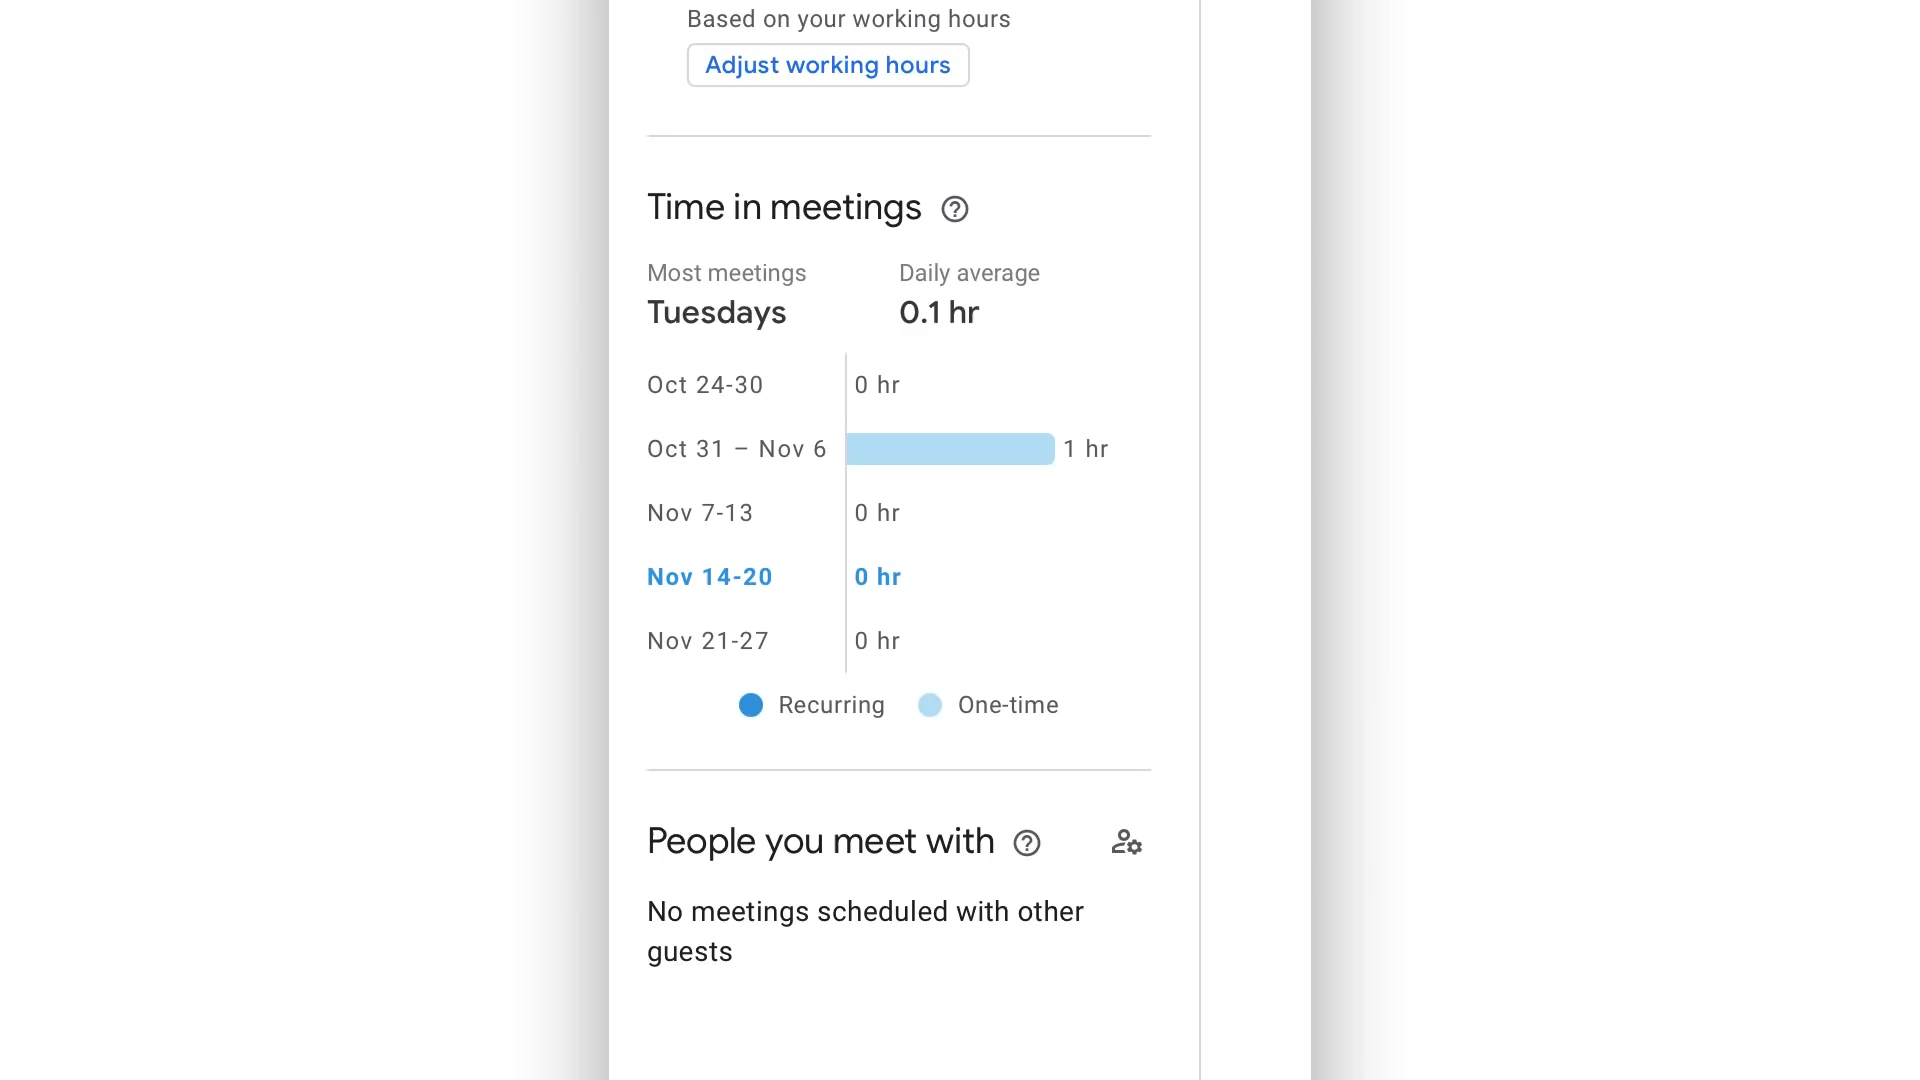 Based on your working hours
Adjust working hours
Time in meetings
Most meetings Daily average
Tuesdays 0.1 hr
Oct 24-30 0 hr
Oct 31 – Nov 6 1 hr
Nov 7-13 0 hr
Nov 14-20 0 hr
Nov 21-27 0 hr
Recurring One-time
People you meet with
No meetings scheduled with other
guests